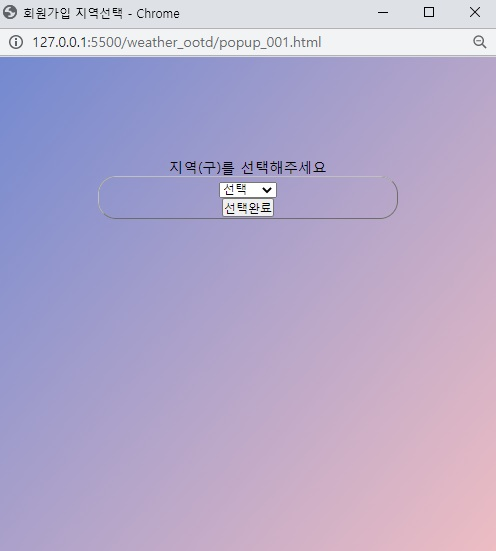 회원가입 지역선택 - Chrome
127.0.0.1:5500/weather_ootd/popup_001.html
지역(구)를 선택해주세요
선택
선택완료